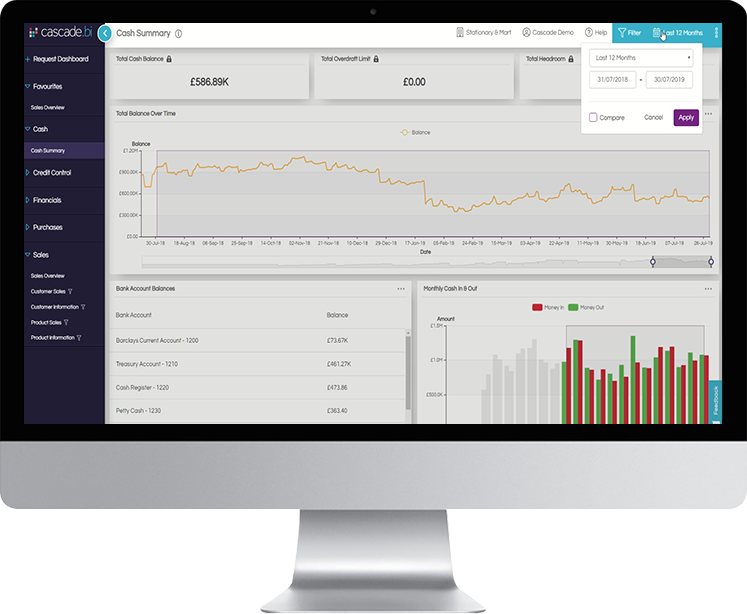 cascade.bi
Cash Summary
Stationery & Mart
Cascade Demo
Help
Filter
Last 12 Months
+ Request Dashboard
Favourites
Sales Overview
Cash
Cash Summary
Credit Control
Financials
Purchases
Sales
Sales Overview
Customer Sales
Customer Information
Product Sales
Product Information
Total Cash Balance
£586.89K
Total Overdraft Limit
£0.00
Total Headroom
Last 12 Months
31/07/2018 - 30/07/2019
Compare
Cancel
Apply
Total Balance Over Time
Balance
Balance
£1.20M
£900.00K
£600.00K
£300.00K
£0.00
30-Jul-18 18-Aug-18 06-Sep-18 25-Sep-18 14-Oct-18 02-Nov-18 21-Nov-18 10-Dec-18 29-Dec-18 17-Jan-19 05-Feb-19 24-Feb-19 15-Mar-19 03-Apr-19 22-Apr-19 11-May-19 30-May-19 18-Jun-19 07-Jul-19 26-Jul-19
Date
Bank Account Balances
Bank Account Balance
Barclays Current Account - 1200 £73.67K
Treasury Account - 1210 £461.27K
Cash Register - 1220 £473.86
Petty Cash - 1230 £363.40
Monthly Cash In & Out
Money In Money Out
Amount
£1.5M
£1.0M
£500.0K
Feedback